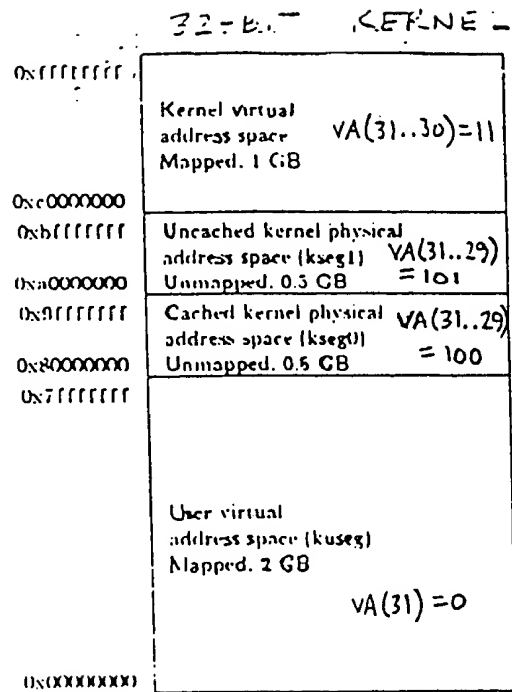 32-BIT KERNEL
0xffffffff
Kernel virtual
address space
Mapped. 1 GB
VA(31..30)=11
0xc0000000
0xbfffffff
Uncached kernel physical
address space (kseg1)
Unmapped. 0.5 GB
VA(31..29)
= 101
0xa0000000
0x9fffffff
Cached kernel physical
address space (kseg0)
Unmapped. 0.5 GB
VA(31..29)
= 100
0x80000000
0x7fffffff
User virtual
address space (kuseg)
Mapped. 2 GB
VA(31) = 0
0x00000000